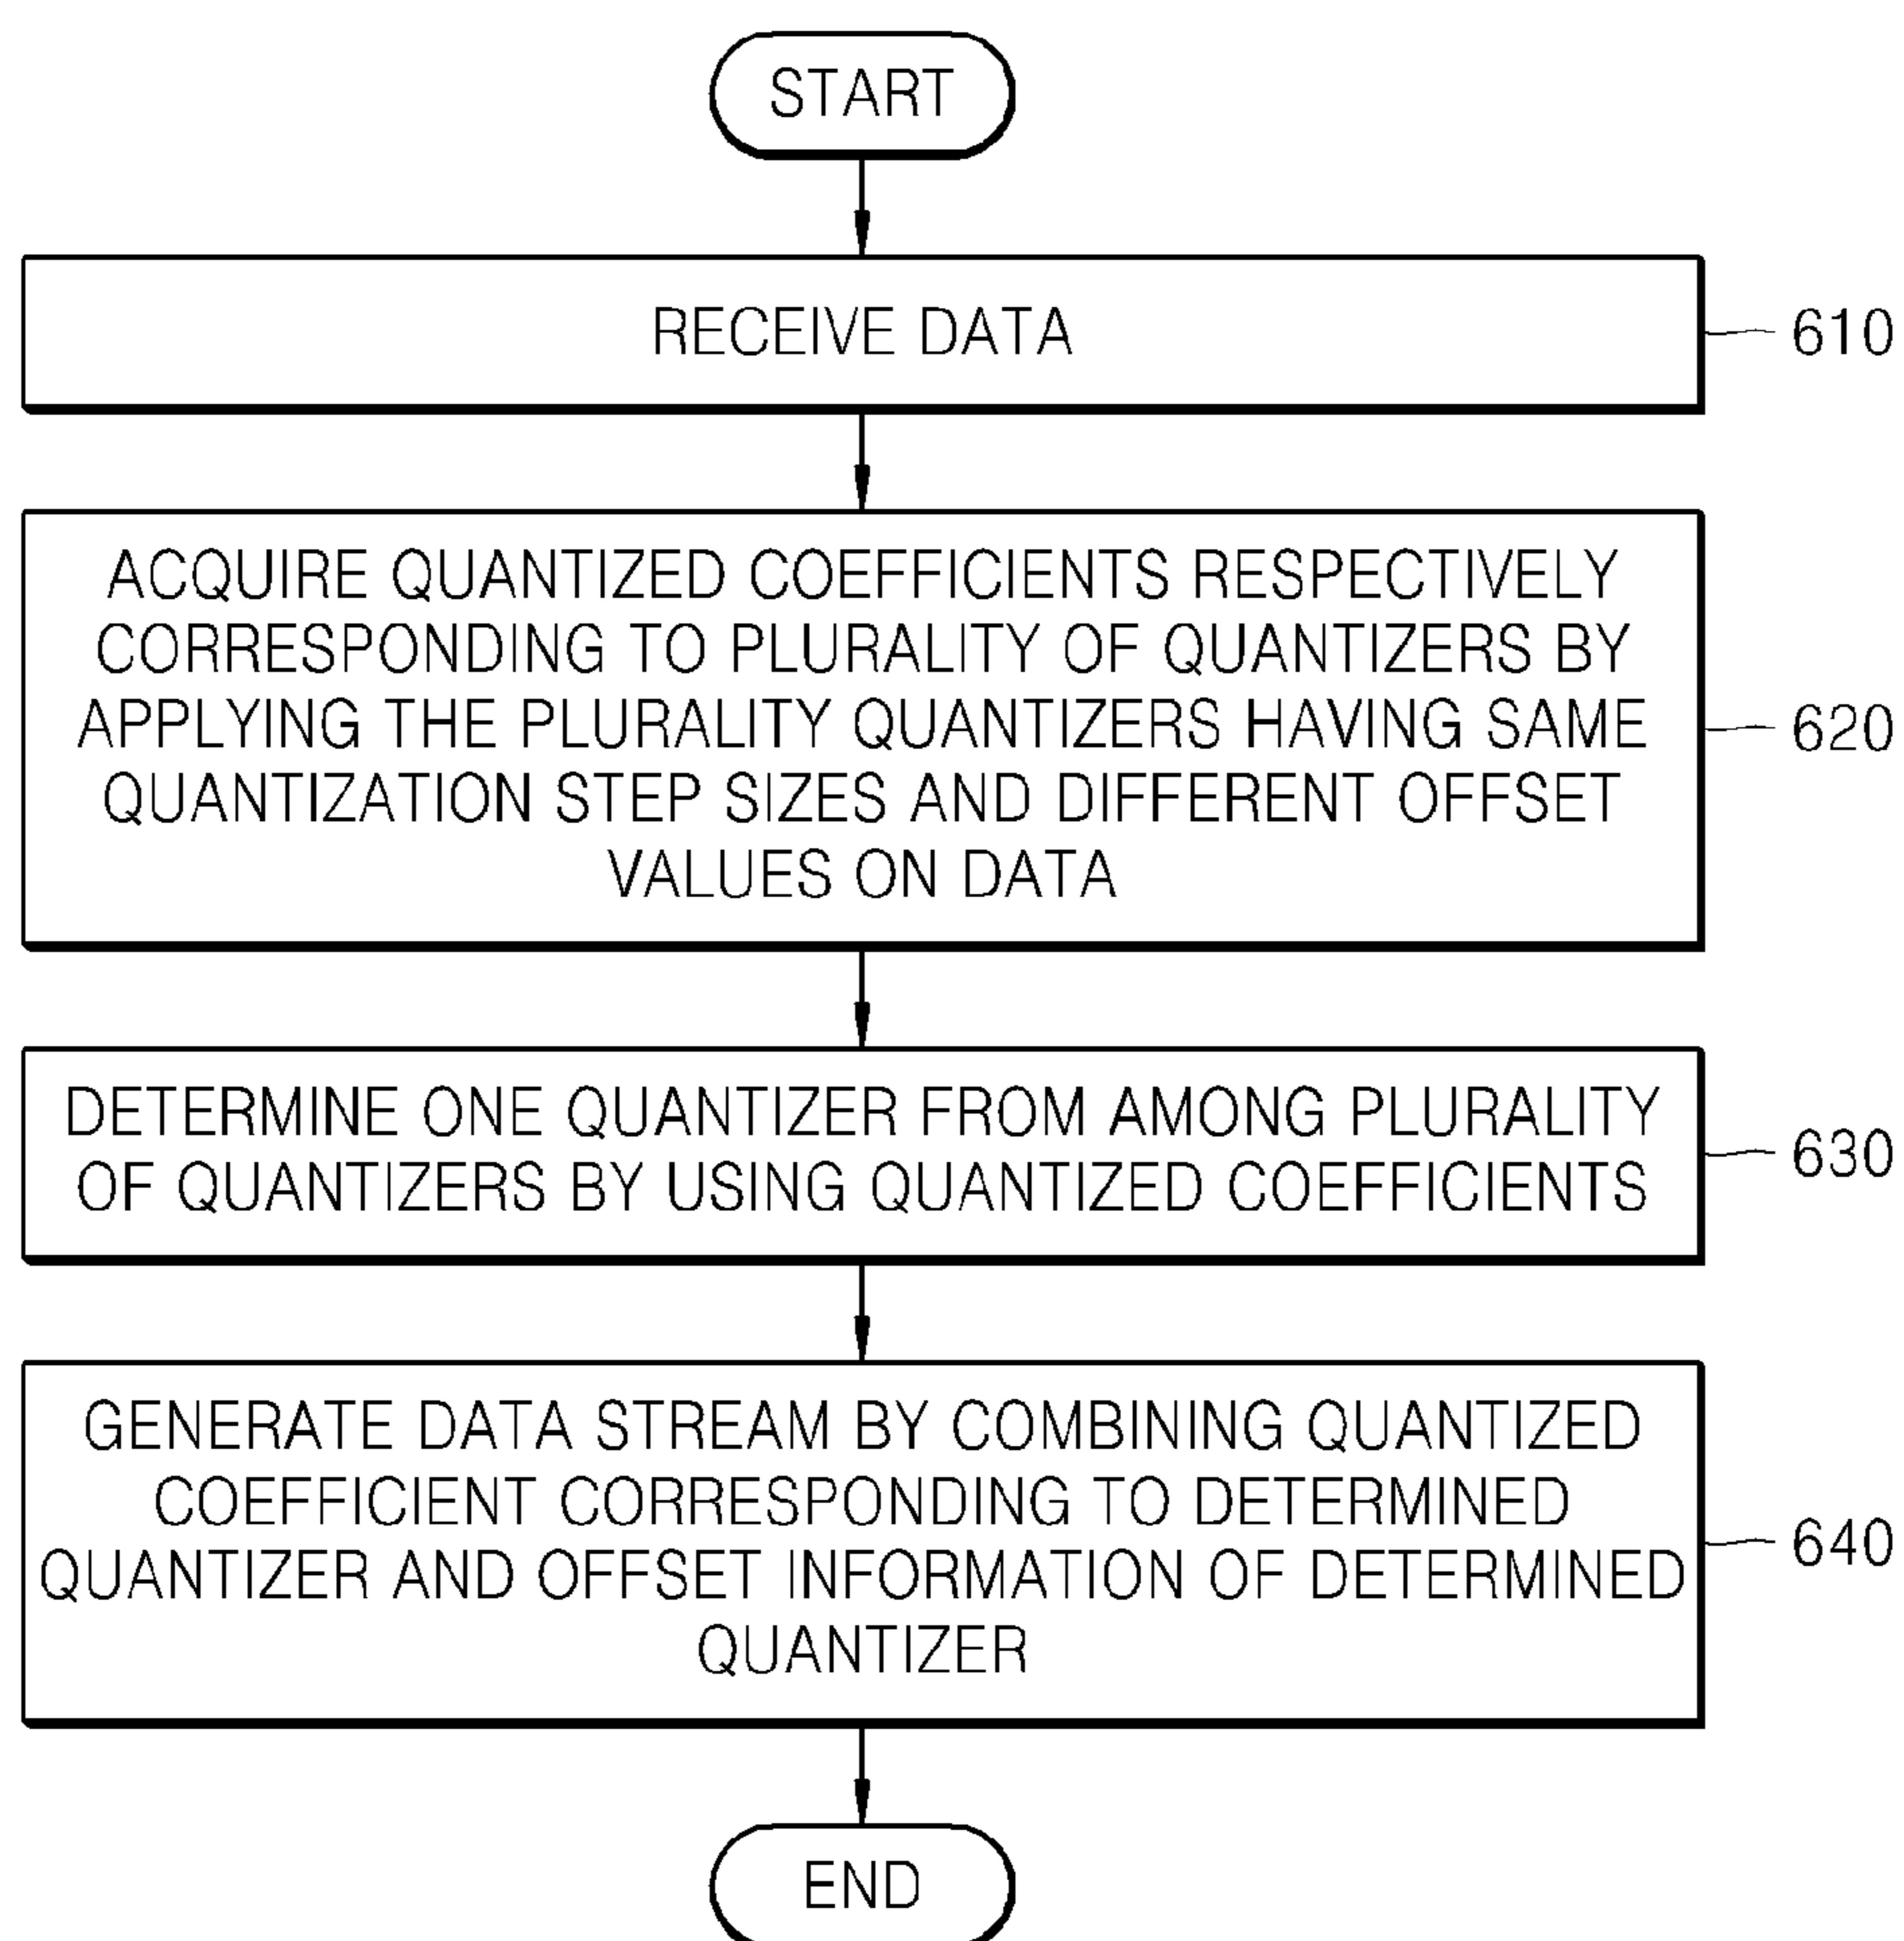 START
RECEIVE DATA
610
ACQUIRE QUANTIZED COEFFICIENTS RESPECTIVELY
CORRESPONDING TO PLURALITY OF QUANTIZERS BY
APPLYING THE PLURALITY QUANTIZERS HAVING SAME
QUANTIZATION STEP SIZES AND DIFFERENT OFFSET
VALUES ON DATA
620
DETERMINE ONE QUANTIZER FROM AMONG PLURALITY
OF QUANTIZERS BY USING QUANTIZED COEFFICIENTS
630
GENERATE DATA STREAM BY COMBINING QUANTIZED
COEFFICIENT CORRESPONDING TO DETERMINED
QUANTIZER AND OFFSET INFORMATION OF DETERMINED
QUANTIZER
640
END